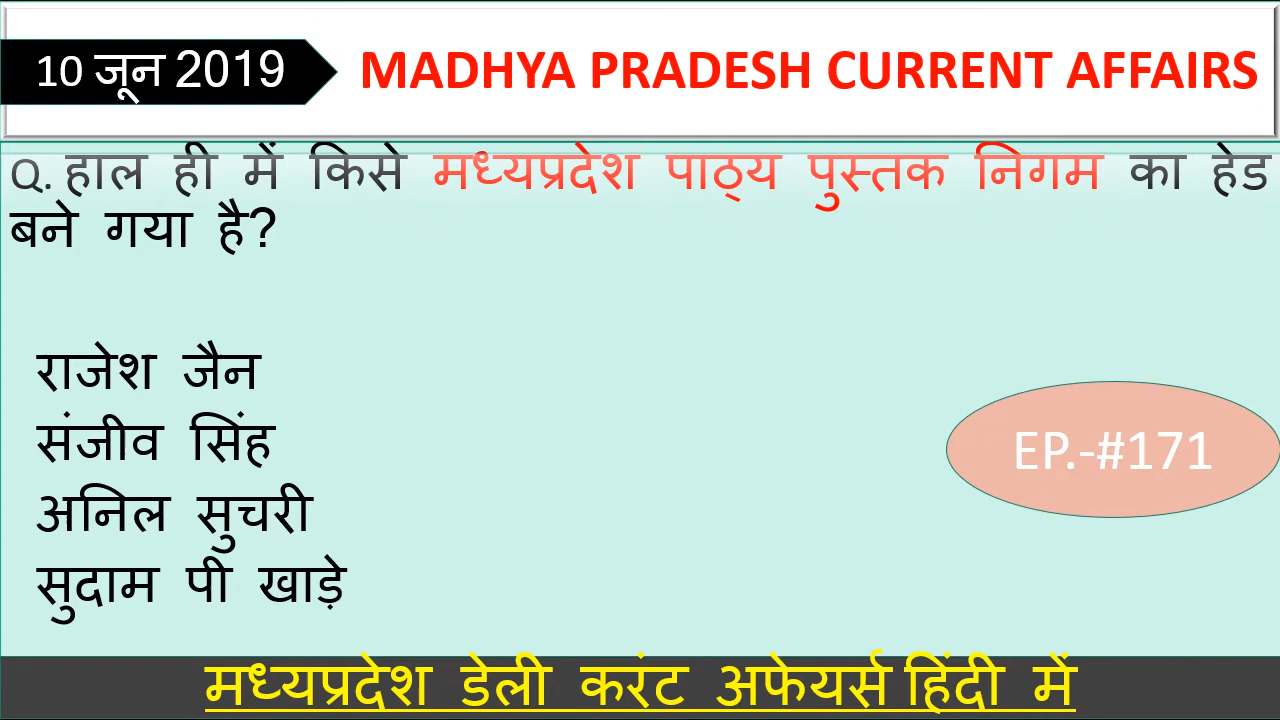 10 जून 2019
MADHYA PRADESH CURRENT AFFAIRS
Q. हाल ही में किसे मध्यप्रदेश पाठ्य पुस्तक निगम का हेड
बने गया है?
राजेश जैन
संजीव सिंह
अनिल सुचरी
सुदाम पी खाड़े
EP.-#171
मध्यप्रदेश डेली करंट अफेयर्स हिंदी में